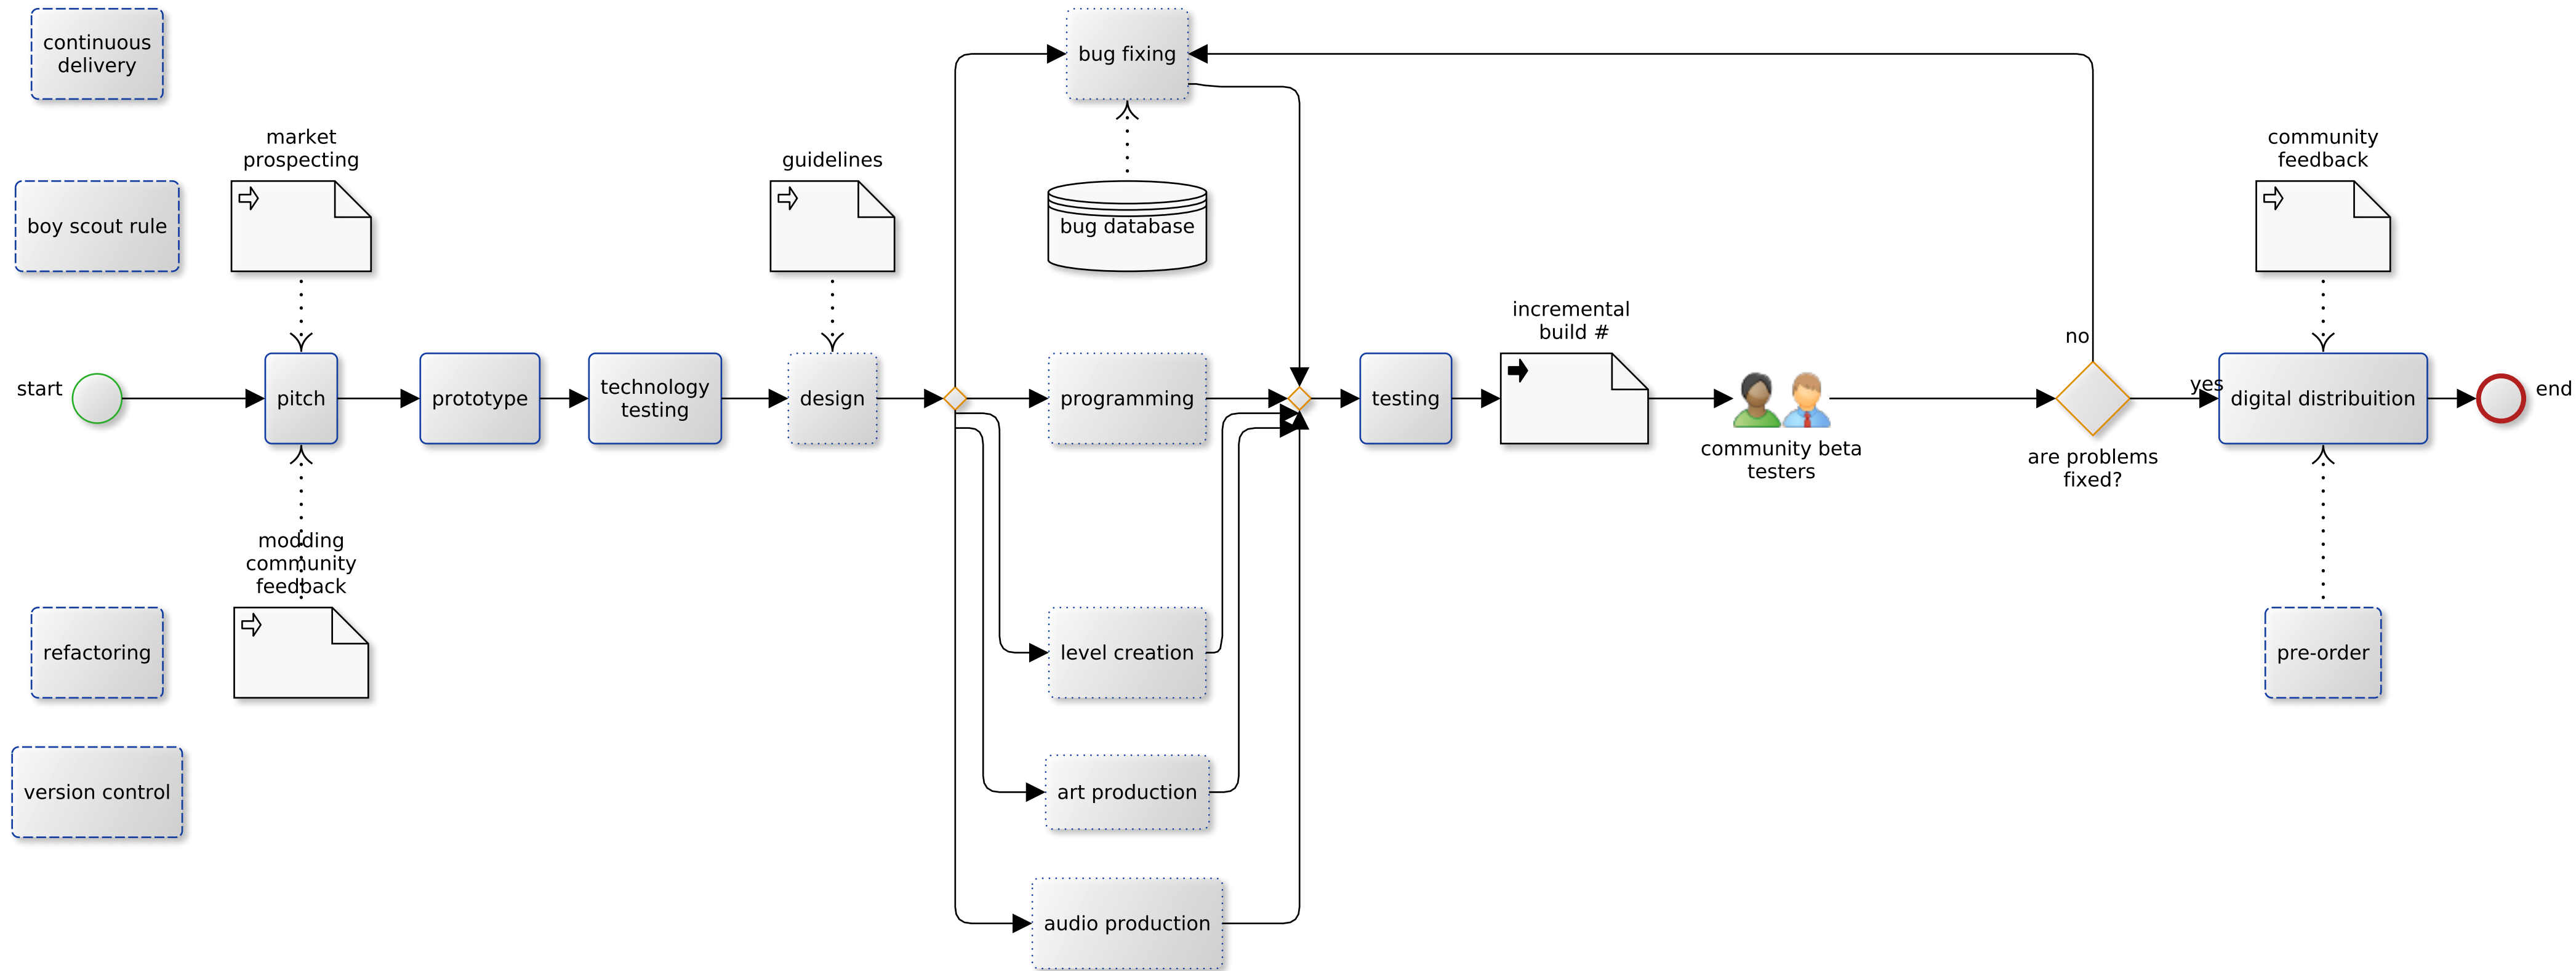 continuous
delivery
bug fixing
market
prospecting
guidelines
community
feedback
boy scout rule
bug database
incremental
build #
no
start
pitch
prototype
technology
testing
design
programming
testing
yes
digital distribuition
end
community beta
testers
are problems
fixed?
modding
community
feedback
refactoring
level creation
pre-order
version control
art production
audio production